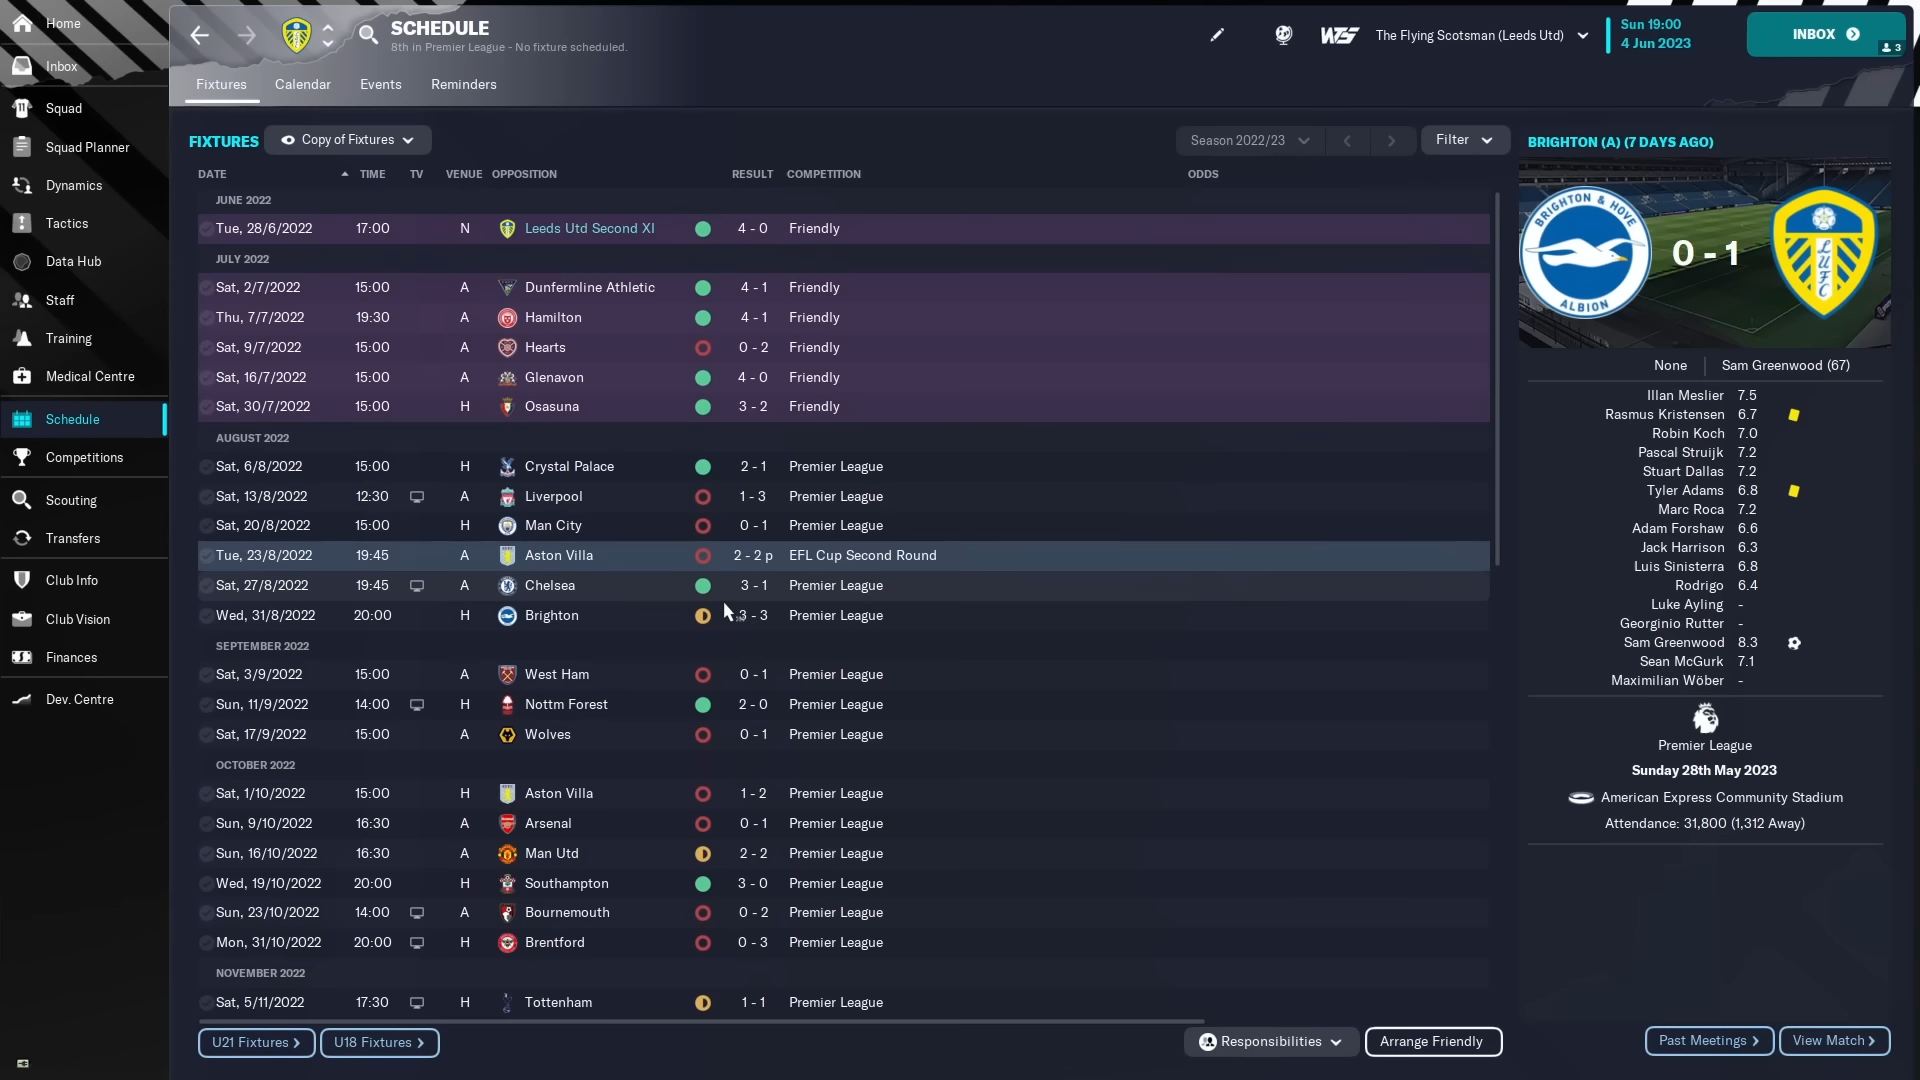 Home
Inbox
Squad
Squad Planner
Dynamics
Tactics
Data Hub
Staff
Training
Medical Centre
Schedule
Competitions
Scouting
Transfers
Club Info
Club Vision
Finances
Dev. Centre
SCHEDULE
8th in Premier League - No fixture scheduled.
The Flying Scotsman (Leeds Utd)
Sun 19:00
4 Jun 2023
INBOX
3
Fixtures Calendar Events Reminders
FIXTURES Copy of Fixtures Season 2022/23 Filter
DATE TIME TV VENUE OPPOSITION RESULT COMPETITION ODDS
JUNE 2022
Tue, 28/6/2022 17:00 N Leeds Utd Second XI 4 - 0 Friendly
JULY 2022
Sat, 2/7/2022 15:00 A Dunfermline Athletic 4 - 1 Friendly
Thu, 7/7/2022 19:30 A Hamilton 4 - 1 Friendly
Sat, 9/7/2022 15:00 A Hearts 0 - 2 Friendly
Sat, 16/7/2022 15:00 A Glenavon 4 - 0 Friendly
Sat, 30/7/2022 15:00 H Osasuna 3 - 2 Friendly
AUGUST 2022
Sat, 6/8/2022 15:00 H Crystal Palace 2 - 1 Premier League
Sat, 13/8/2022 12:30 A Liverpool 1 - 3 Premier League
Sat, 20/8/2022 15:00 H Man City 0 - 1 Premier League
Tue, 23/8/2022 19:45 A Aston Villa 2 - 2 p EFL Cup Second Round
Sat, 27/8/2022 19:45 A Chelsea 3 - 1 Premier League
Wed, 31/8/2022 20:00 H Brighton 3 - 3 Premier League
SEPTEMBER 2022
Sat, 3/9/2022 15:00 A West Ham 0 - 1 Premier League
Sun, 11/9/2022 14:00 H Nottm Forest 2 - 0 Premier League
Sat, 17/9/2022 15:00 A Wolves 0 - 1 Premier League
OCTOBER 2022
Sat, 1/10/2022 15:00 H Aston Villa 1 - 2 Premier League
Sun, 9/10/2022 16:30 A Arsenal 0 - 1 Premier League
Sun, 16/10/2022 16:30 A Man Utd 2 - 2 Premier League
Wed, 19/10/2022 20:00 H Southampton 3 - 0 Premier League
Sun, 23/10/2022 14:00 A Bournemouth 0 - 2 Premier League
Mon, 31/10/2022 20:00 H Brentford 0 - 3 Premier League
NOVEMBER 2022
Sat, 5/11/2022 17:30 H Tottenham 1 - 1 Premier League
U21 Fixtures U18 Fixtures Responsibilities Arrange Friendly
BRIGHTON (A) (7 DAYS AGO)
BRIGHTON & HOVE
ALBION
0 - 1
LUFC
None Sam Greenwood (67)
Illan Meslier 7.5
Rasmus Kristensen 6.7
Robin Koch 7.0
Pascal Struijk 7.2
Stuart Dallas 7.2
Tyler Adams 6.8
Marc Roca 7.2
Adam Forshaw 6.6
Jack Harrison 6.3
Luis Sinisterra 6.8
Rodrigo 6.4
Luke Ayling -
Georginio Rutter -
Sam Greenwood 8.3
Sean McGurk 7.1
Maximilian Wöber -
Premier League
Sunday 28th May 2023
American Express Community Stadium
Attendance: 31,800 (1,312 Away)
Past Meetings View Match